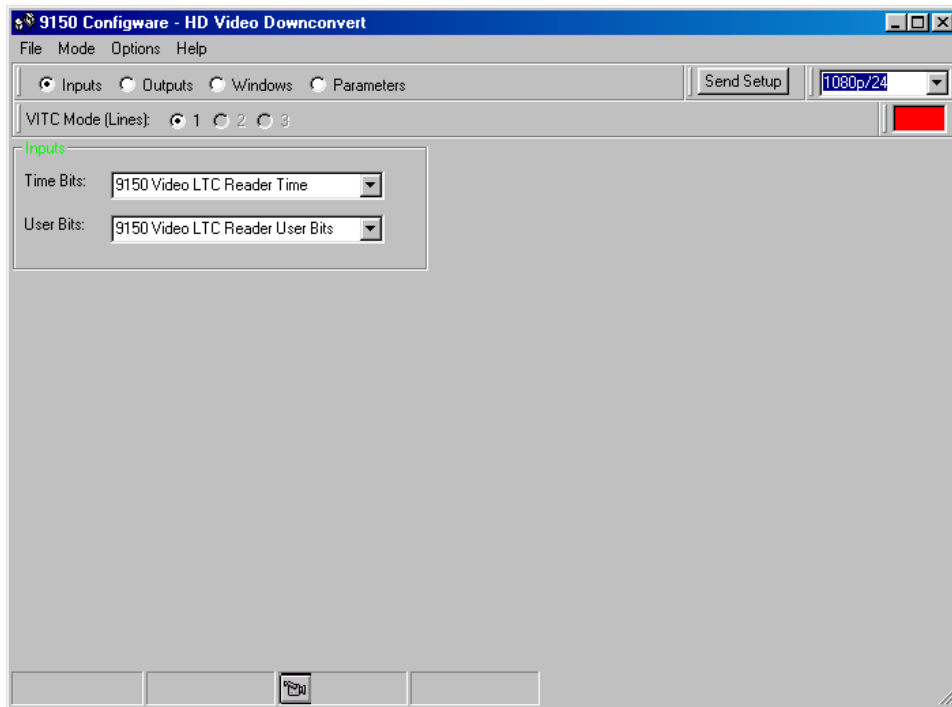 9150 Configware - HD Video Downconvert
File Mode Options Help
Inputs Outputs Windows Parameters Send Setup 1080p/24
VITC Mode (Lines): 1 2 3
Inputs
Time Bits: 9150 Video LTC Reader Time
User Bits: 9150 Video LTC Reader User Bits